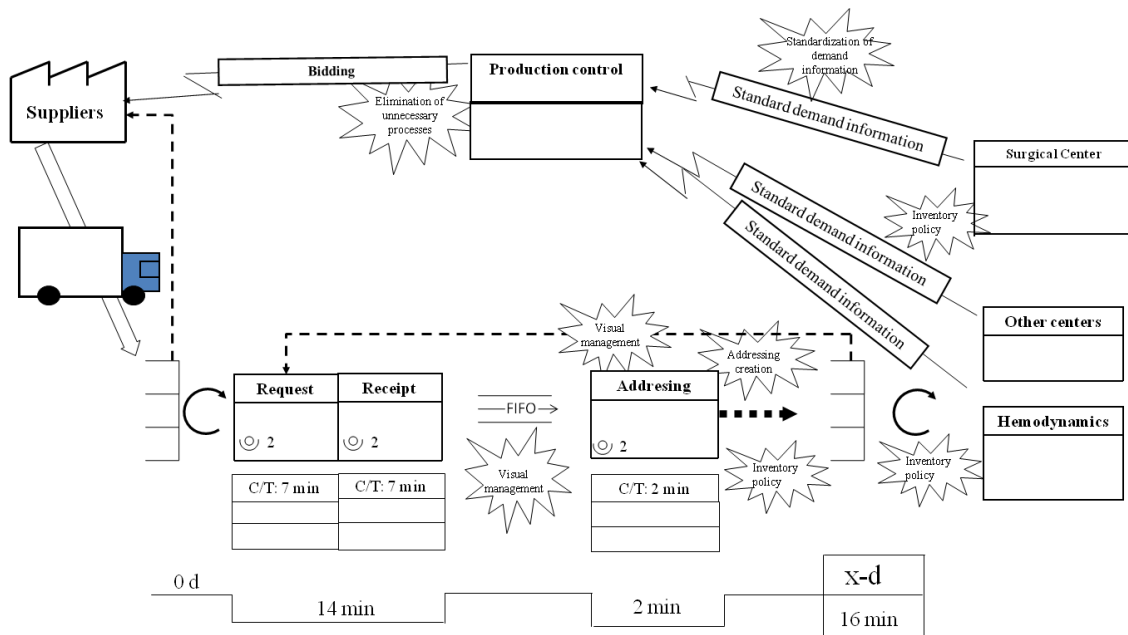 Standardization of
demand
information
Bidding
Production control
Suppliers
Elimination of
unnecessary
processes
Standard demand information
Surgical Center
Standard demand information
Inventory
policy
Standard demand information
Other centers
Visual
management
Addressing
creation
Request
Receipt
FIFO
Addresing
Hemodynamics
2
2
2
Visual
management
Inventory
policy
Inventory
policy
C/T: 7 min
C/T: 7 min
C/T: 2 min
0 d
x-d
14 min
2 min
16 min